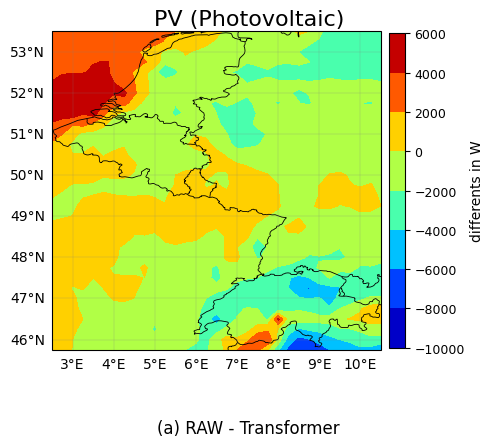 PV (Photovoltaic)
53°N
52°N
51°N
50°N
49°N
48°N
47°N
46°N
3°E 4°E 5°E 6°E 7°E 8°E 9°E 10°E
6000
4000
2000
0
−2000
−4000
−6000
−8000
−10000
differents in W
(a) RAW - Transformer